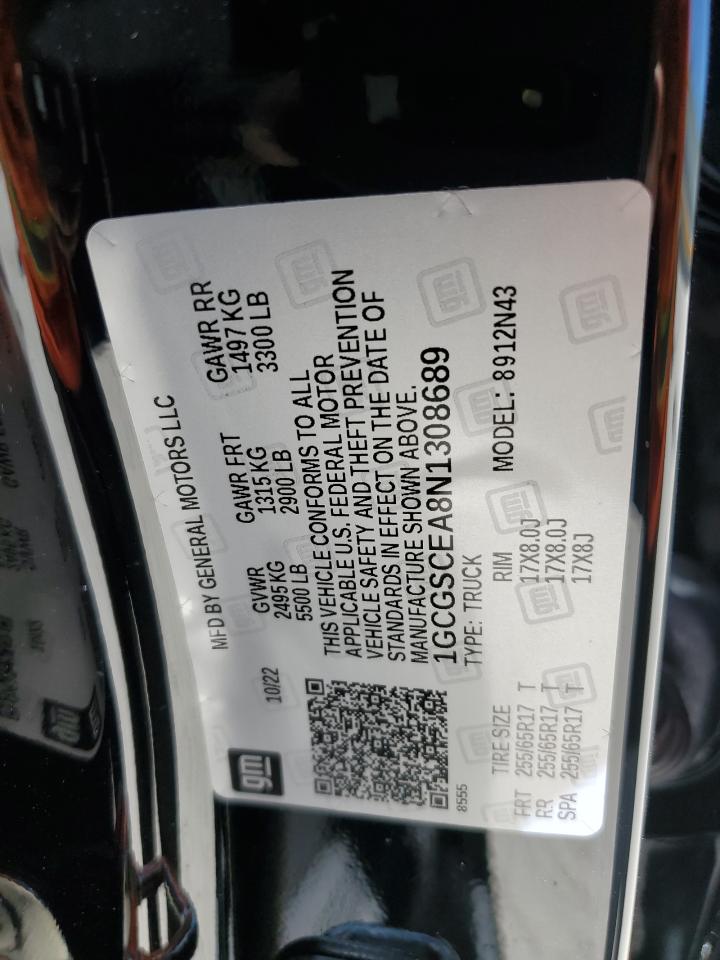 gm
10/22
MFD BY GENERAL MOTORS LLC
GVWR GAWR FRT GAWR RR
2495 KG 1315 KG 1497 KG
5500 LB 2900 LB 3300 LB
THIS VEHICLE CONFORMS TO ALL
APPLICABLE U.S. FEDERAL MOTOR
VEHICLE SAFETY AND THEFT PREVENTION
STANDARDS IN EFFECT ON THE DATE OF
MANUFACTURE SHOWN ABOVE.
1GCGSCEA8N1308689
8555
TYPE: TRUCK MODEL: 8912N43
TIRE SIZE RIM
FRT 255/65R17 T 17X8.0J
RR 255/65R17 T 17X8.0J
SPA 255/65R17 T 17X8J